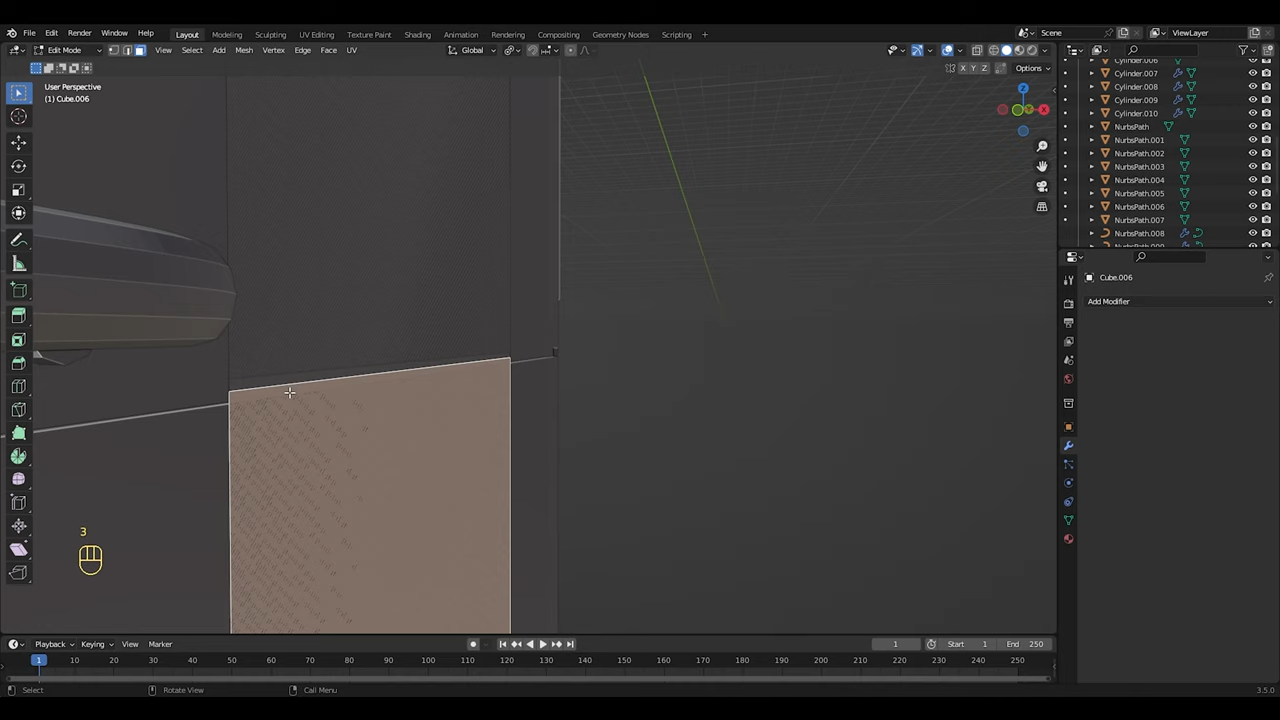 File Edit Render Window Help Layout Modeling Sculpting UV Editing Texture Paint Shading Animation Rendering Compositing Geometry Nodes Scripting Scene ViewLayer
Edit Mode View Select Add Mesh Vertex Edge Face UV Global
X Y Z Options
User Perspective
(1) Cube.006
Cylinder.006
Cylinder.007
Cylinder.008
Cylinder.009
Cylinder.010
NurbsPath
NurbsPath.001
NurbsPath.002
NurbsPath.003
NurbsPath.004
NurbsPath.005
NurbsPath.006
NurbsPath.007
NurbsPath.008
Z
X
Cube.006
Add Modifier
3
Playback Keying View Marker 1 Start 1 End 250
1 10 20 30 40 50 60 70 80 90 100 110 120 130 140 150 160 170 180 190 200 210 220 230 240 250
Select Rotate View Call Menu 3.5.0